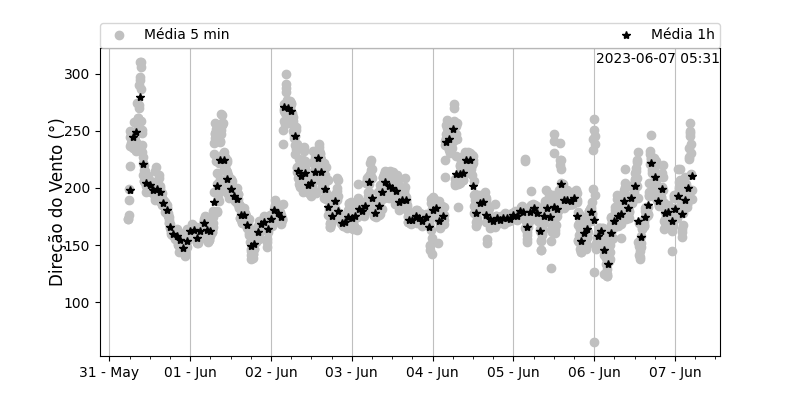 Média 5 min
Média 1h
2023-06-07 05:31
Direção do Vento (°)
300
250
200
150
100
31 - May
01 - Jun
02 - Jun
03 - Jun
04 - Jun
05 - Jun
06 - Jun
07 - Jun